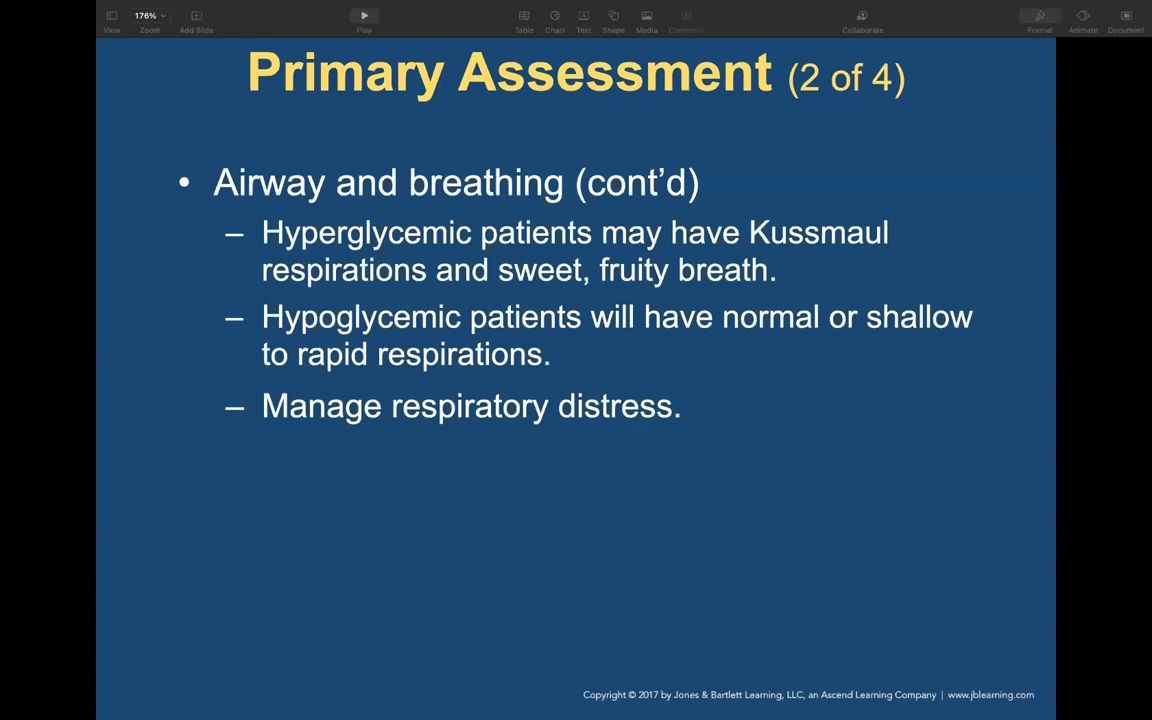 176%
View
Zoom
Add Slide
Play
Table
Chart
Text
Shape
Media
Comment
Collaborate
Format
Animate
Document
Primary Assessment (2 of 4)
• Airway and breathing (cont’d)
– Hyperglycemic patients may have Kussmaul
respirations and sweet, fruity breath.
– Hypoglycemic patients will have normal or shallow
to rapid respirations.
– Manage respiratory distress.
Copyright © 2017 by Jones & Bartlett Learning, LLC, an Ascend Learning Company | www.jblearning.com